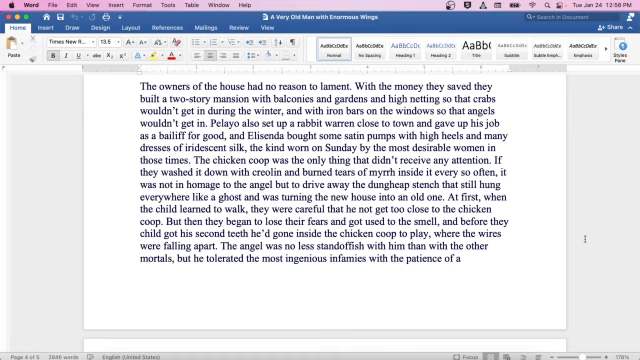 Word File Edit View Insert Format Tools Table Window Help Tue Jan 24 12:56 PM
A Very Old Man with Enormous Wings
Search in Document
Home Insert Draw Design Layout References Mailings Review View
Paste Times New R... 13.5
AaBbCcDdEe AaBbCcDdEe AaBbCcDc AaBbCcDdEe AaBb AaBbCcDdEe AaBbCcDdEe AaBbCcDdEe
Normal No Spacing Heading 1 Heading 2 Title Subtitle Subtle Emph... Emphasis Styles Pane
The owners of the house had no reason to lament. With the money they saved they
built a two-story mansion with balconies and gardens and high netting so that crabs
wouldn't get in during the winter, and with iron bars on the windows so that angels
wouldn't get in. Pelayo also set up a rabbit warren close to town and gave up his job
as a bailiff for good, and Elisenda bought some satin pumps with high heels and many
dresses of iridescent silk, the kind worn on Sunday by the most desirable women in
those times. The chicken coop was the only thing that didn't receive any attention. If
they washed it down with creolin and burned tears of myrrh inside it every so often, it
was not in homage to the angel but to drive away the dungheap stench that still hung
everywhere like a ghost and was turning the new house into an old one. At first, when
the child learned to walk, they were careful that he not get too close to the chicken
coop. But then they began to lose their fears and got used to the smell, and before they
child got his second teeth he'd gone inside the chicken coop to play, where the wires
were falling apart. The angel was no less standoffish with him than with the other
mortals, but he tolerated the most ingenious infamies with the patience of a
Page 4 of 5 2846 words English (United States) Focus 178%